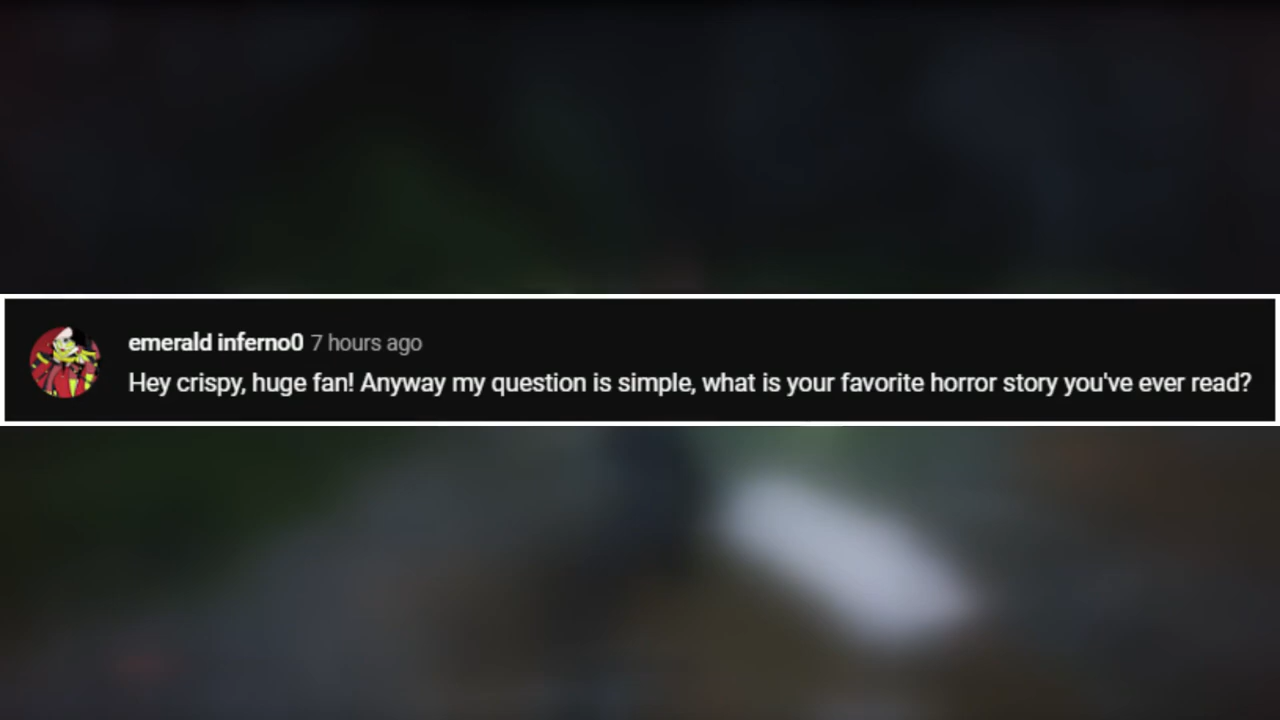 emerald inferno0 7 hours ago
Hey crispy, huge fan! Anyway my question is simple, what is your favorite horror story you've ever read?